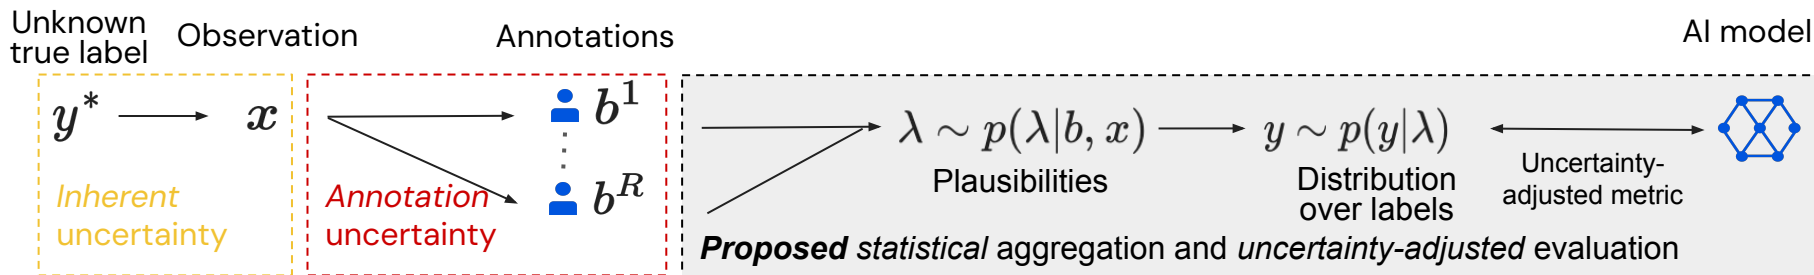 Unknown
true label
Observation
Annotations
AI model
y* x b¹
λ ∼ p(λ|b, x) y ∼ p(y|λ)
b^R
Inherent
uncertainty
Annotation
uncertainty
Plausibilities
Distribution
over labels
Uncertainty-
adjusted metric
Proposed statistical aggregation and uncertainty-adjusted evaluation